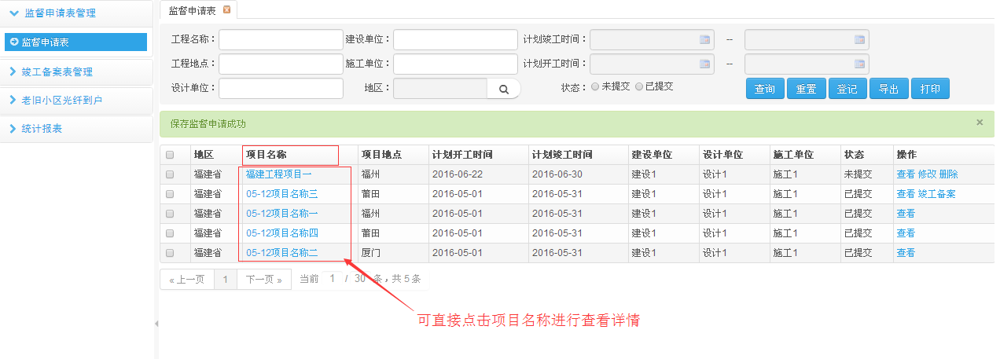 监督申请表管理
监督申请表
竣工备案表管理
老旧小区光纤到户
统计报表
监督申请表
工程名称： 建设单位： 计划竣工时间： --
工程地点： 施工单位： 计划开工时间： --
设计单位： 地区： 状态： 未提交 已提交 查询 重置 登记 导出 打印
保存监督申请成功 ×
地区 项目名称 项目地点 计划开工时间 计划竣工时间 建设单位 设计单位 施工单位 状态 操作
福建省 福建工程项目一 福州 2016-06-22 2016-06-30 建设1 设计1 施工1 未提交 查看 修改 删除
福建省 05-12项目名称三 莆田 2016-05-01 2016-05-31 建设1 设计1 施工1 已提交 查看 竣工备案
福建省 05-12项目名称一 福州 2016-05-01 2016-05-31 建设1 设计1 施工1 已提交 查看
福建省 05-12项目名称四 莆田 2016-05-01 2016-05-31 建设1 设计1 施工1 已提交 查看
福建省 05-12项目名称二 厦门 2016-05-01 2016-05-31 建设1 设计1 施工1 已提交 查看
« 上一页 1 下一页 » 当前 1 / 30 条，共 5 条
可直接点击项目名称进行查看详情